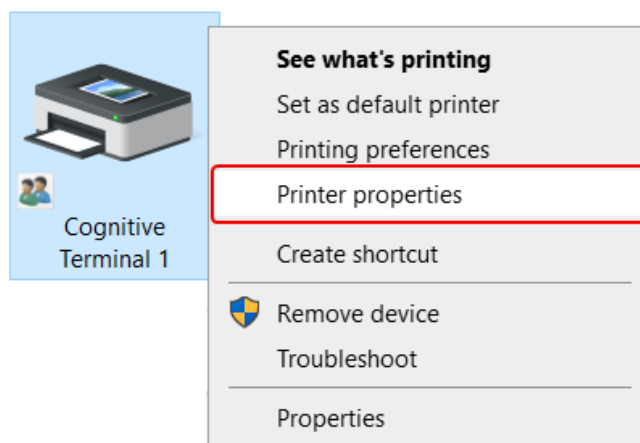 See what's printing
Set as default printer
Printing preferences
Printer properties
Cognitive
Terminal 1
Create shortcut
Remove device
Troubleshoot
Properties